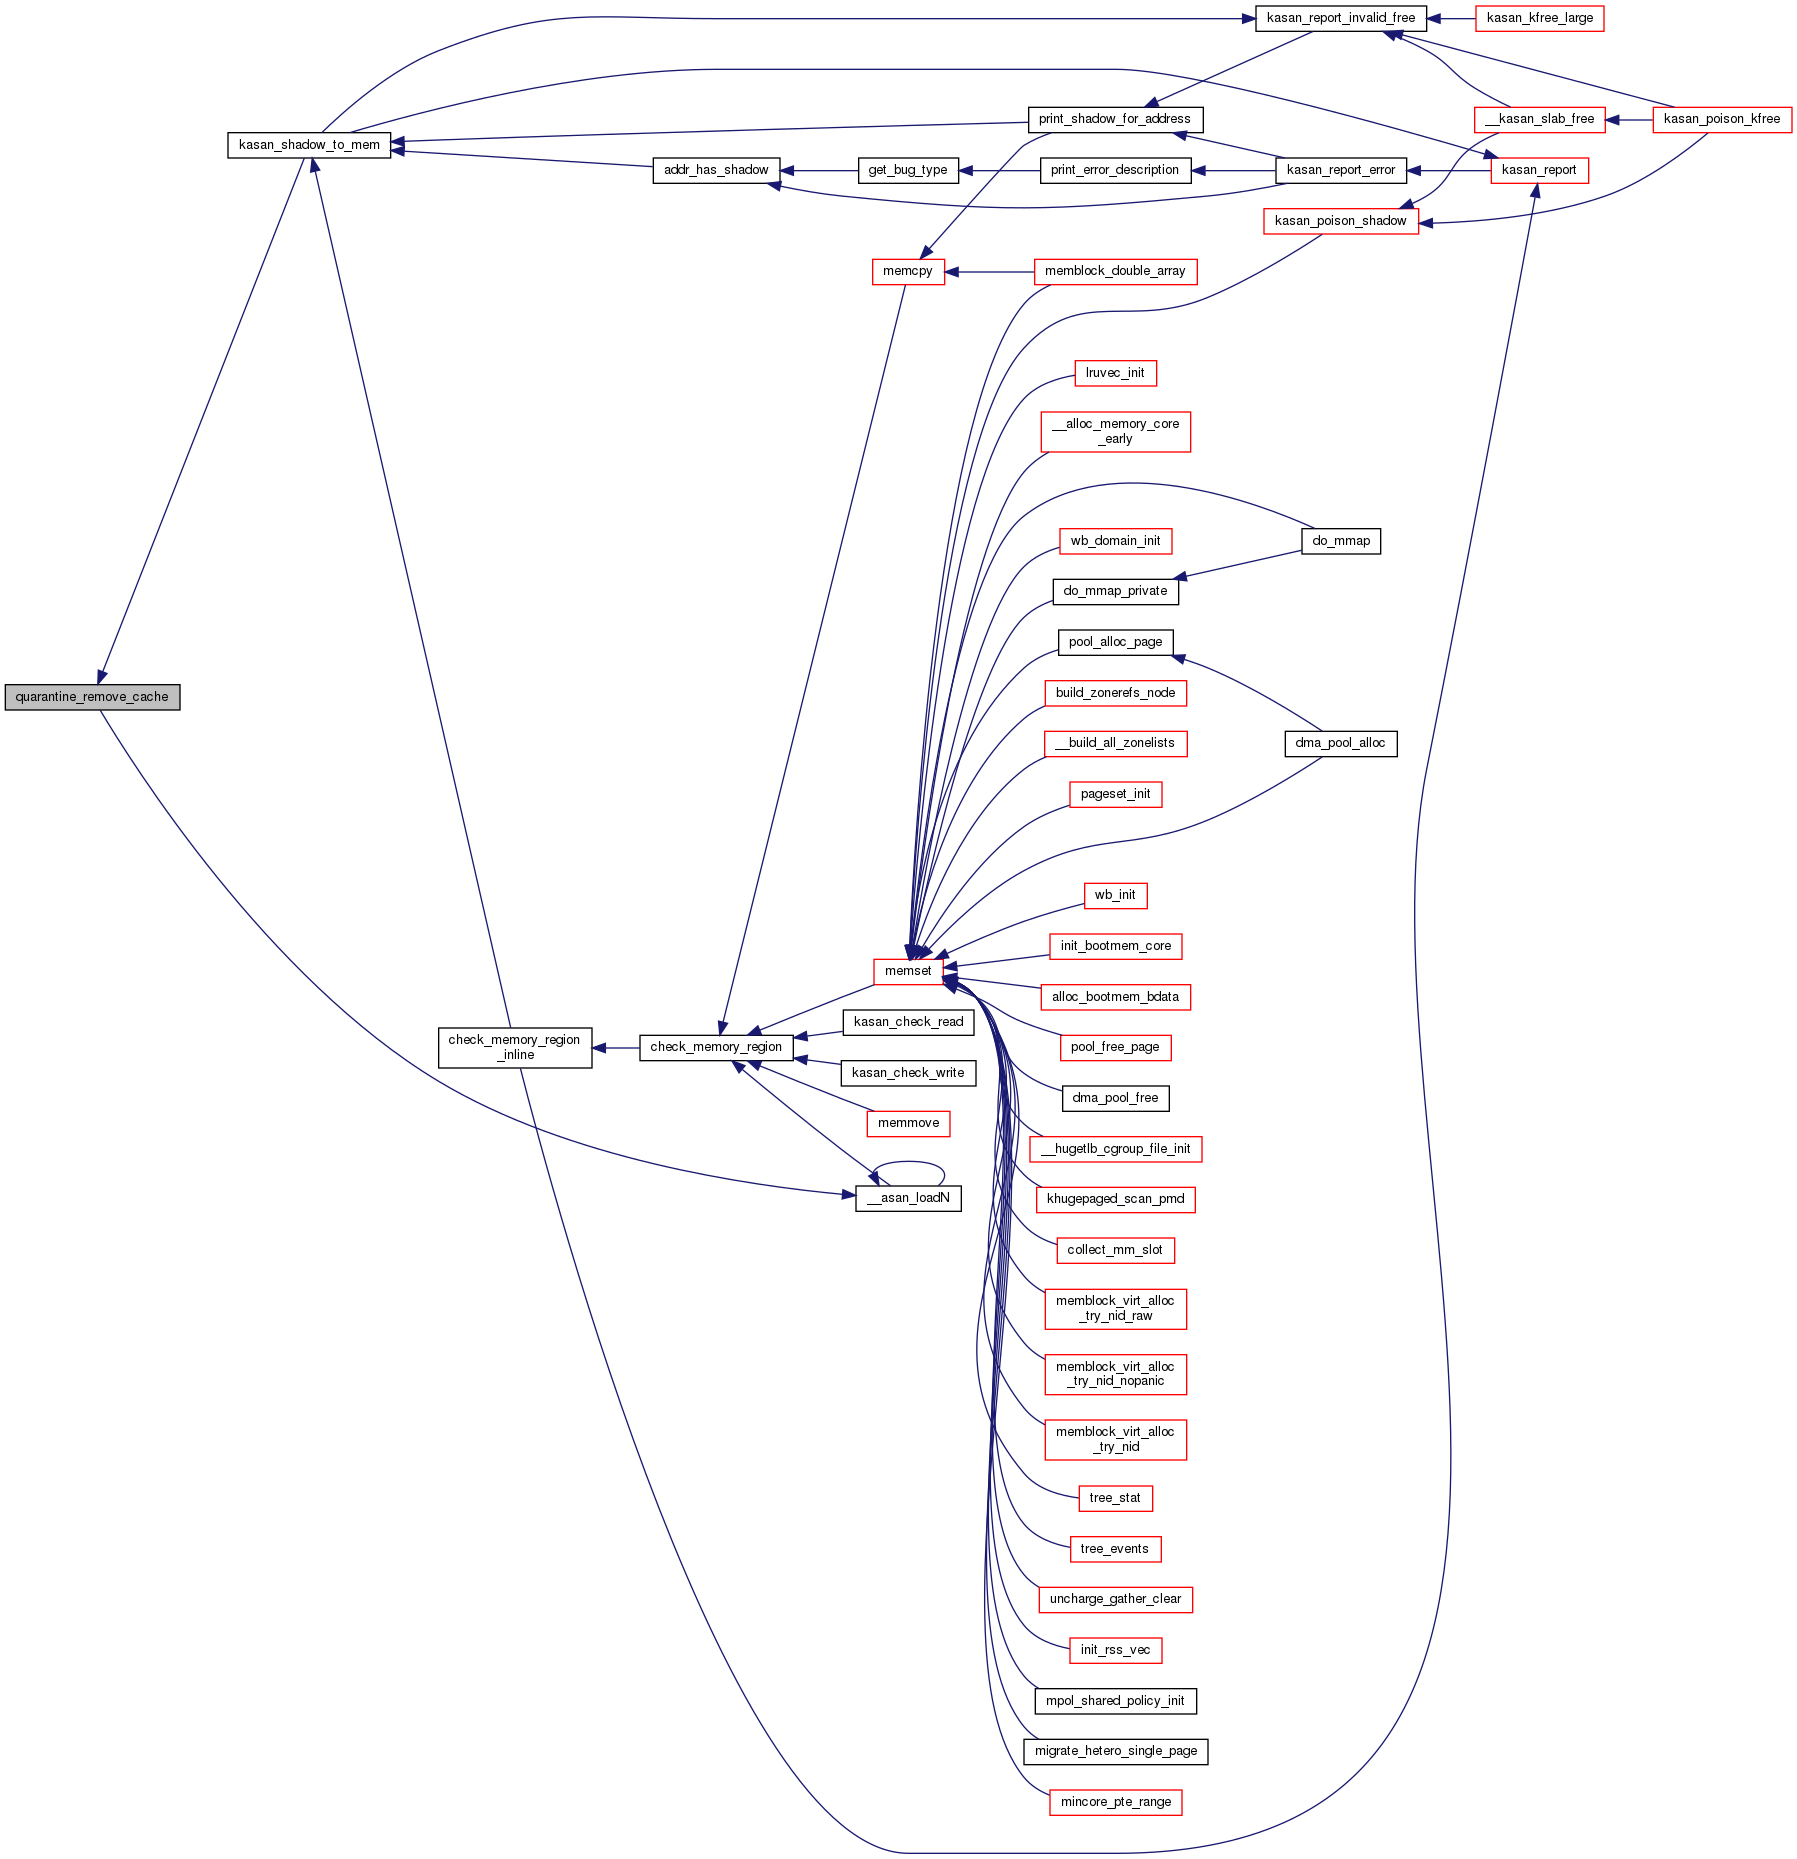 kasan_report_invalid_free
kasan_kfree_large
print_shadow_for_address
__kasan_slab_free
kasan_poison_kfree
kasan_shadow_to_mem
addr_has_shadow
get_bug_type
print_error_description
kasan_report_error
kasan_report
kasan_poison_shadow
memcpy
memblock_double_array
lruvec_init
__alloc_memory_core
_early
wb_domain_init
do_mmap
do_mmap_private
pool_alloc_page
quarantine_remove_cache
build_zonerefs_node
__build_all_zonelists
dma_pool_alloc
pageset_init
wb_init
init_bootmem_core
memset
alloc_bootmem_bdata
kasan_check_read
check_memory_region
_inline
check_memory_region
pool_free_page
kasan_check_write
dma_pool_free
memmove
__hugetlb_cgroup_file_init
__asan_loadN
khugepaged_scan_pmd
collect_mm_slot
memblock_virt_alloc
_try_nid_raw
memblock_virt_alloc
_try_nid_nopanic
memblock_virt_alloc
_try_nid
tree_stat
tree_events
uncharge_gather_clear
init_rss_vec
mpol_shared_policy_init
migrate_hetero_single_page
mincore_pte_range